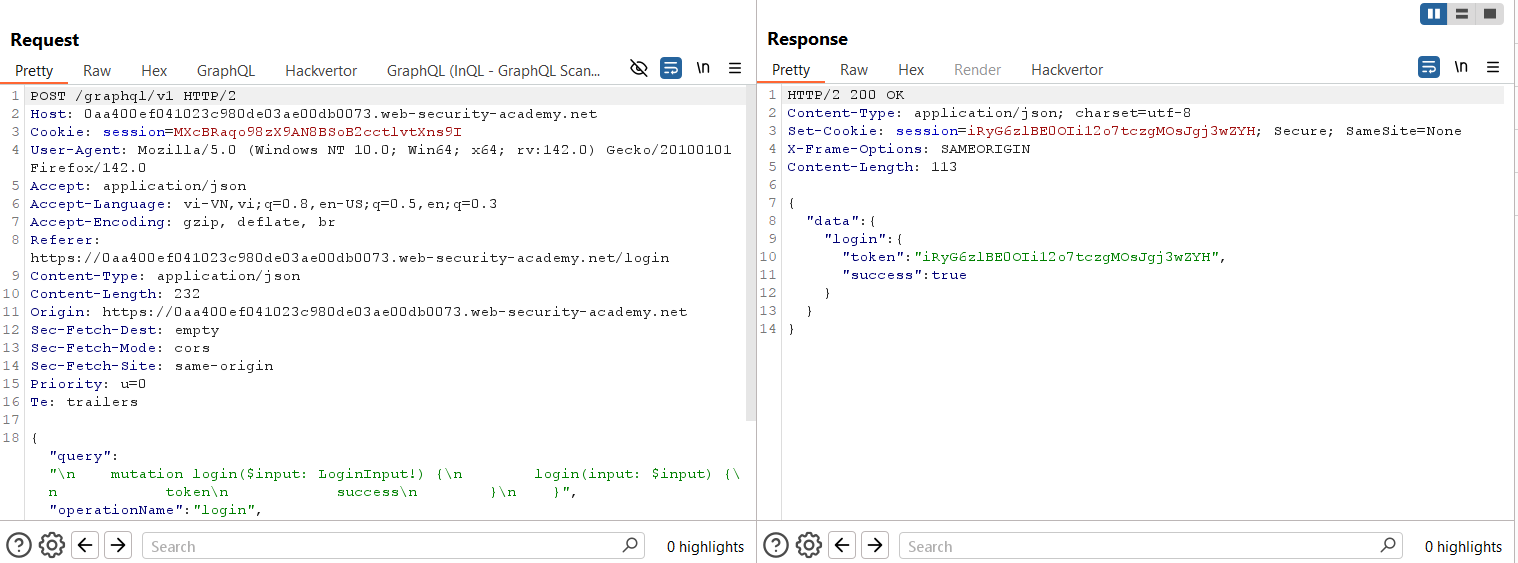 Request
Pretty Raw Hex GraphQL Hackvertor GraphQL (InQL - GraphQL Scan... \n
1 POST /graphql/v1 HTTP/2
2 Host: 0aa400ef041023c980de03ae00db0073.web-security-academy.net
3 Cookie: session=MXcBRaqo98zX9AN8BSoB2cctlvtXns9I
4 User-Agent: Mozilla/5.0 (Windows NT 10.0; Win64; x64; rv:142.0) Gecko/20100101
Firefox/142.0
5 Accept: application/json
6 Accept-Language: vi-VN,vi;q=0.8,en-US;q=0.5,en;q=0.3
7 Accept-Encoding: gzip, deflate, br
8 Referer:
https://0aa400ef041023c980de03ae00db0073.web-security-academy.net/login
9 Content-Type: application/json
10 Content-Length: 232
11 Origin: https://0aa400ef041023c980de03ae00db0073.web-security-academy.net
12 Sec-Fetch-Dest: empty
13 Sec-Fetch-Mode: cors
14 Sec-Fetch-Site: same-origin
15 Priority: u=0
16 Te: trailers
17
18 {
"query":
"\n    mutation login($input: LoginInput!) {\n        login(input: $input) {\
n            token\n            success\n        }\n    }",
"operationName":"login",
Search
0 highlights
Response
Pretty Raw Hex Render Hackvertor \n
1 HTTP/2 200 OK
2 Content-Type: application/json; charset=utf-8
3 Set-Cookie: session=iRyG6zlBE0OIi12o7tczgMOsJgj3wZYH; Secure; SameSite=None
4 X-Frame-Options: SAMEORIGIN
5 Content-Length: 113
6
7 {
8 "data":{
9 "login":{
10 "token":"iRyG6zlBE0OIi12o7tczgMOsJgj3wZYH",
11 "success":true
12 }
13 }
14 }
Search
0 highlights